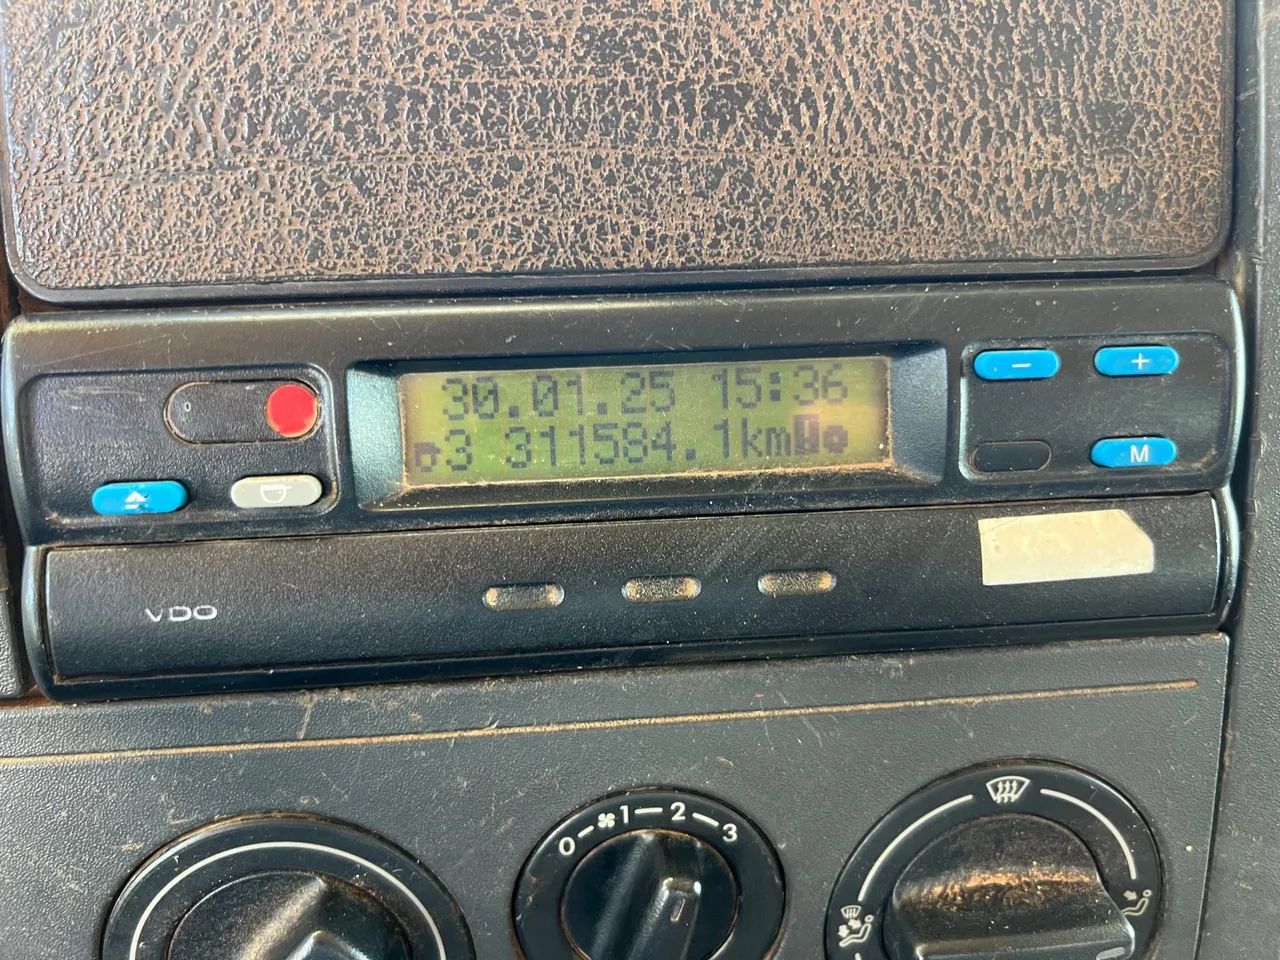 30.01.25 15:36
3 311584.1km
− +
M
VDO
0 1 2 3